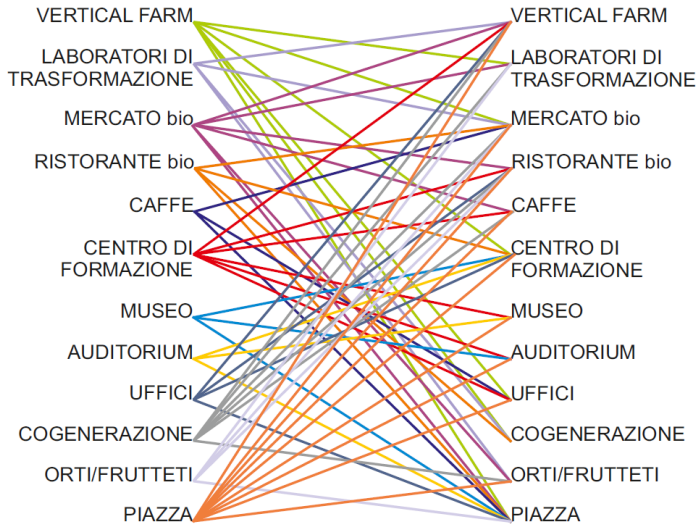 VERTICAL FARM
LABORATORI DI
TRASFORMAZIONE
MERCATO bio
RISTORANTE bio
CAFFE
CENTRO DI
FORMAZIONE
MUSEO
AUDITORIUM
UFFICI
COGENERAZIONE
ORTI/FRUTTETI
PIAZZA
VERTICAL FARM
LABORATORI DI
TRASFORMAZIONE
MERCATO bio
RISTORANTE bio
CAFFE
CENTRO DI
FORMAZIONE
MUSEO
AUDITORIUM
UFFICI
COGENERAZIONE
ORTI/FRUTTETI
PIAZZA